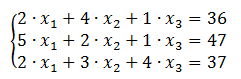 2 · x₁ + 4 · x₂ + 1 · x₃ = 36
5 · x₁ + 2 · x₂ + 1 · x₃ = 47
2 · x₁ + 3 · x₂ + 4 · x₃ = 37